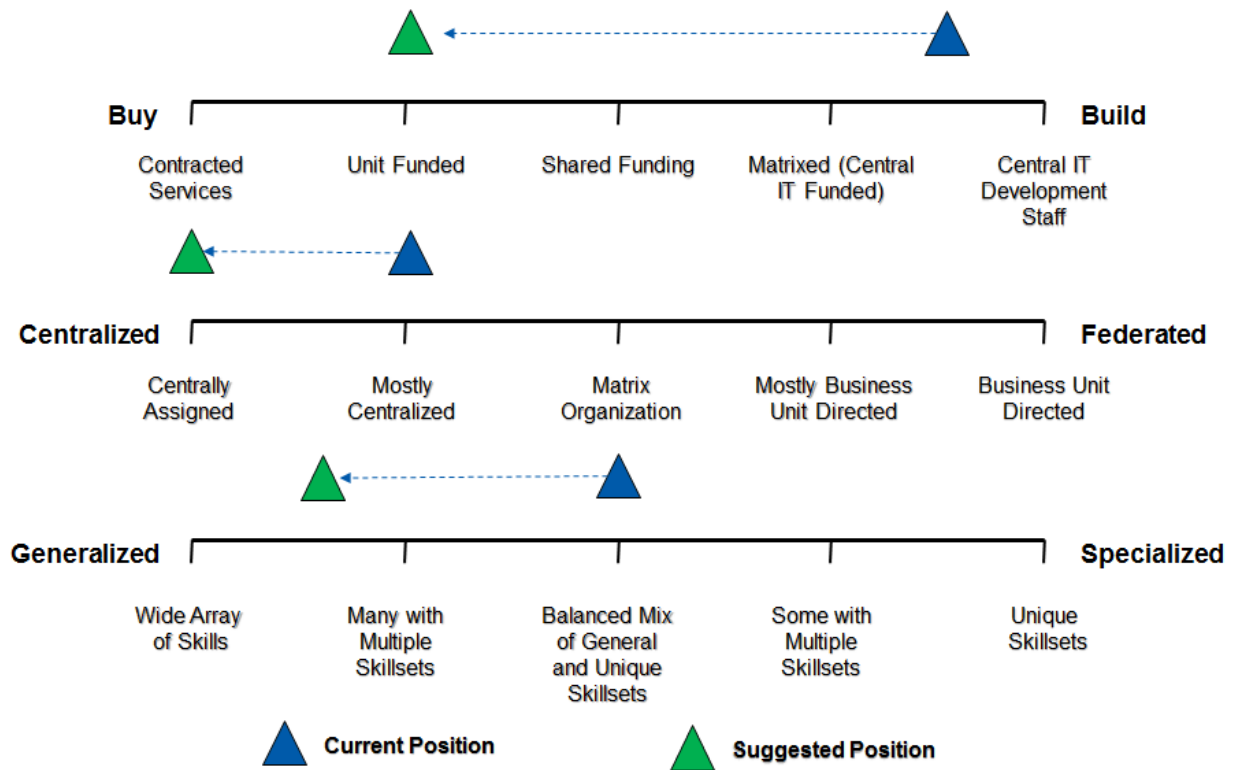 Buy
Build
Contracted
Services
Unit Funded
Shared Funding
Matrixed (Central
IT Funded)
Central IT
Development
Staff
Centralized
Federated
Centrally
Assigned
Mostly
Centralized
Matrix
Organization
Mostly Business
Unit Directed
Business Unit
Directed
Generalized
Specialized
Wide Array
of Skills
Many with
Multiple
Skillsets
Balanced Mix
of General
and Unique
Skillsets
Some with
Multiple
Skillsets
Unique
Skillsets
Current Position
Suggested Position